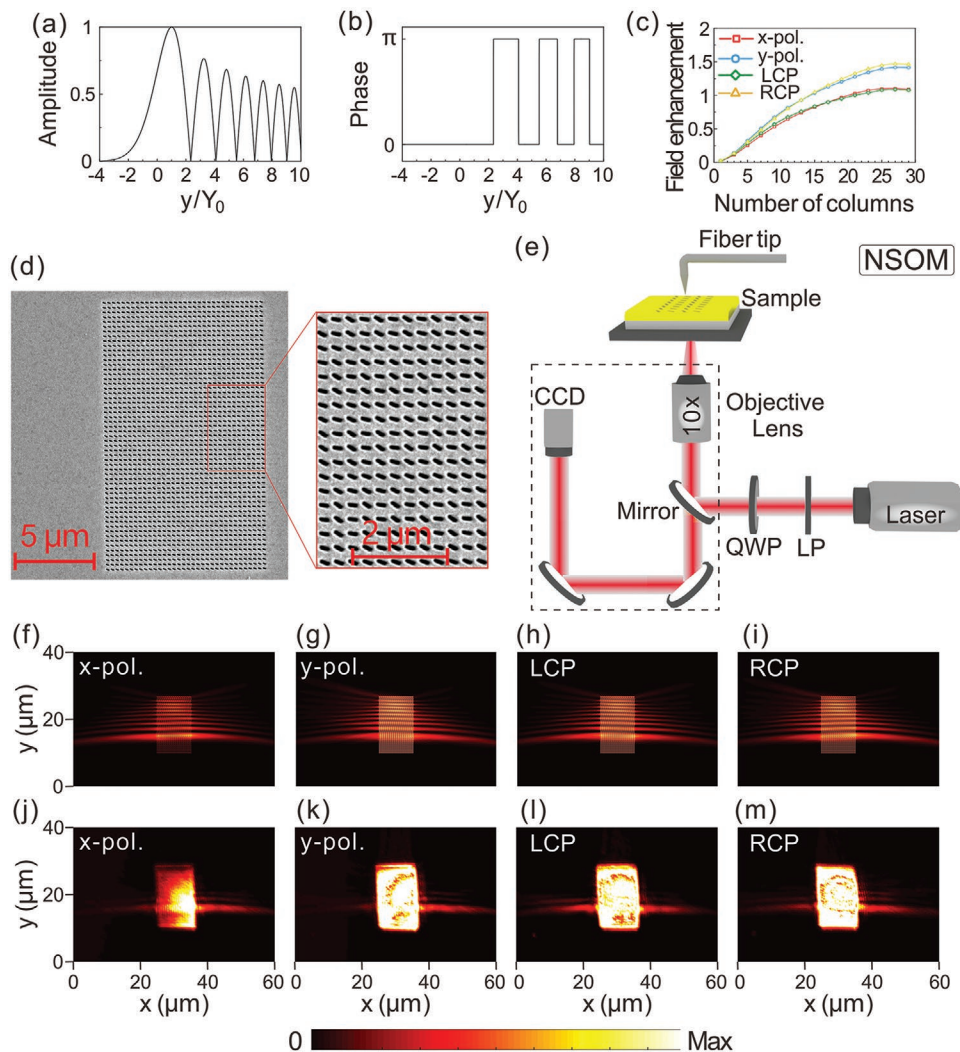 (a)
Amplitude
1
0.5
0
-4 -2 0 2 4 6 8 10
y/Y₀
(b)
Phase
π
0
-4 -2 0 2 4 6 8 10
y/Y₀
(c)
Field enhancement
1.5
1.5
1
0.5
0
x-pol.
y-pol.
LCP
RCP
0 5 10 15 20 25 30
Number of columns
(d)
5 μm
2 μm
(e)
Fiber tip
NSOM
Sample
CCD
10x
Objective
Lens
Mirror
QWP
LP
Laser
(f)
(g)
(h)
(i)
x-pol.
y-pol.
LCP
RCP
y (μm)
40
20
0
(j)
(k)
(l)
(m)
x-pol.
y-pol.
LCP
RCP
y (μm)
40
20
0
0 20 40 60
0 20 40 60
0 20 40 60
0 20 40 60
x (μm)
x (μm)
x (μm)
x (μm)
0
Max